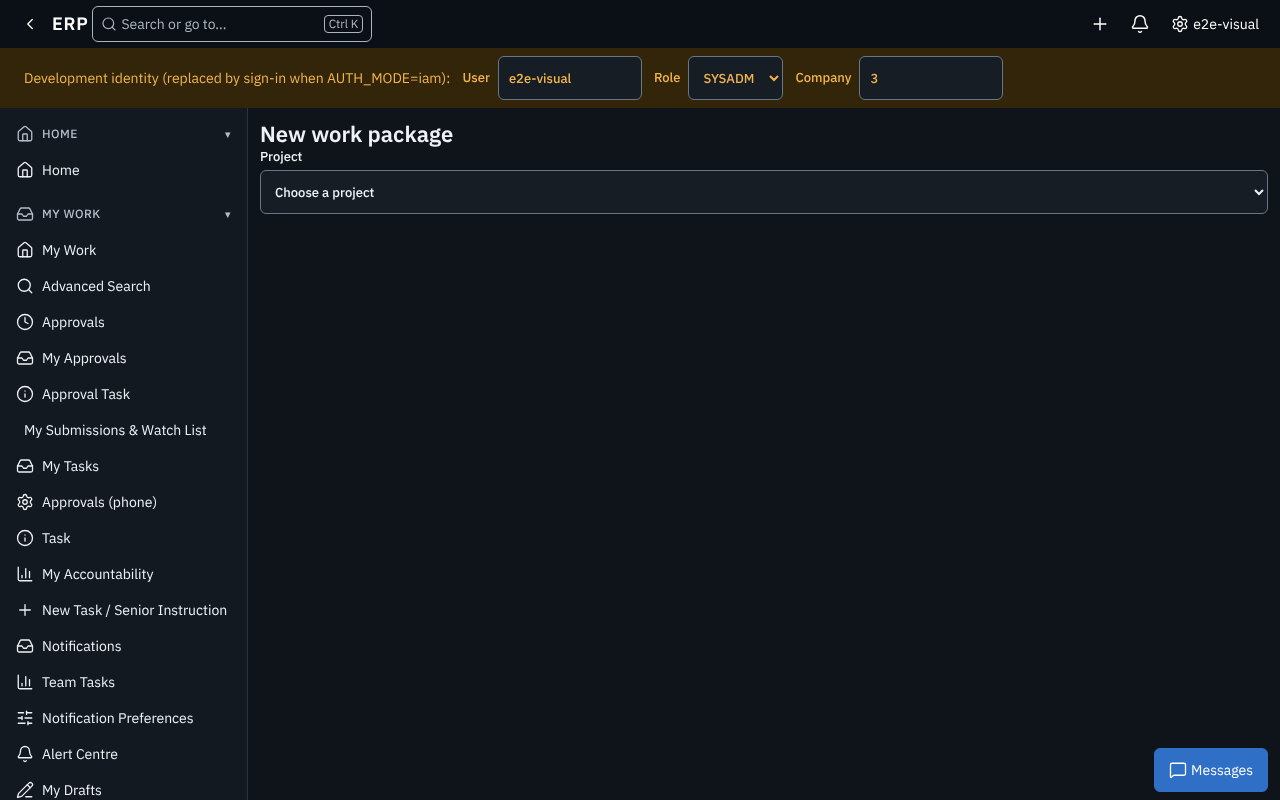 ERP
Search or go to...
Ctrl K
e2e-visual
Development identity (replaced by sign-in when AUTH_MODE=iam): User e2e-visual Role SYSADM Company 3
HOME
Home
MY WORK
My Work
Advanced Search
Approvals
My Approvals
Approval Task
My Submissions & Watch List
My Tasks
Approvals (phone)
Task
My Accountability
New Task / Senior Instruction
Notifications
Team Tasks
Notification Preferences
Alert Centre
My Drafts
New work package
Project
Choose a project
Messages